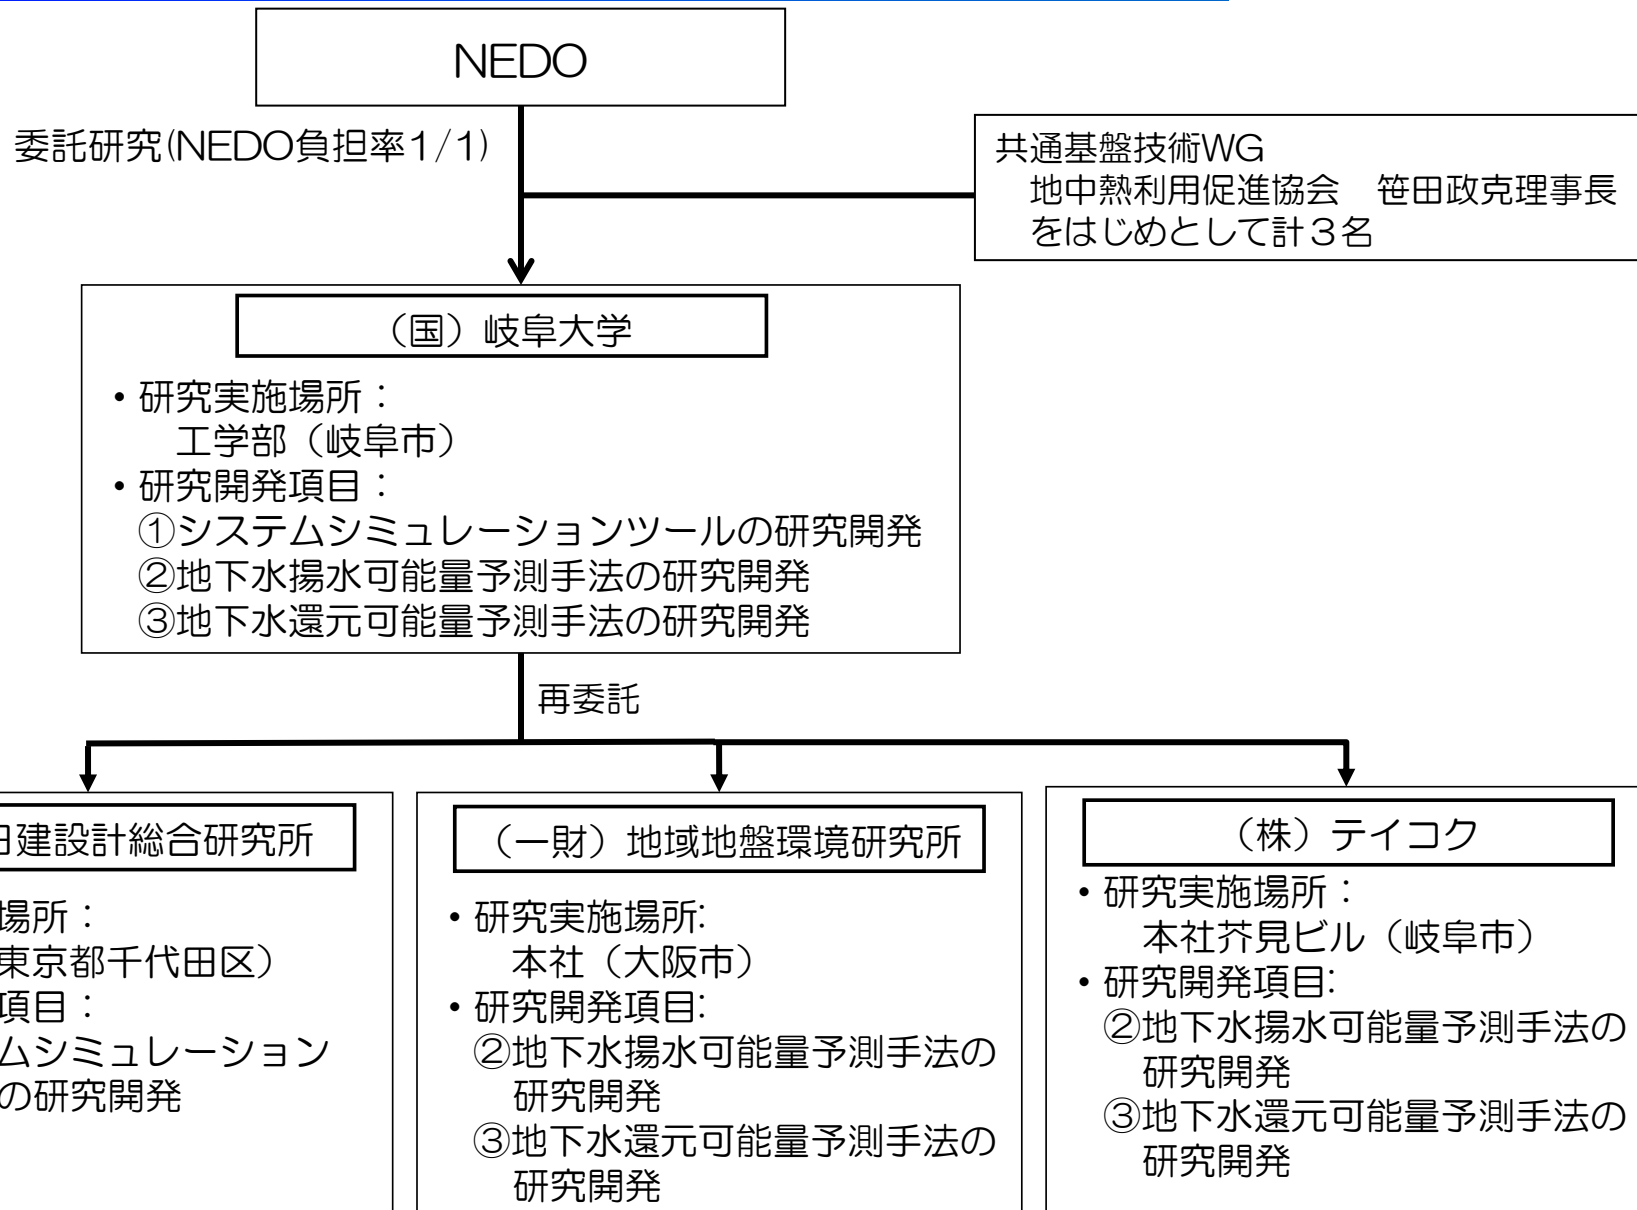 NEDO
委託研究(NEDO負担率1/1)
共通基盤技術WG
地中熱利用促進協会　笹田政克理事長
をはじめとして計３名
（国）岐阜大学
・研究実施場所：
工学部（岐阜市）
・研究開発項目：
①システムシミュレーションツールの研究開発
②地下水揚水可能量予測手法の研究開発
③地下水還元可能量予測手法の研究開発
再委託
建設計総合研究所
場所：
東京都千代田区）
項目：
ムシミュレーション
の研究開発
（一財）地域地盤環境研究所
・研究実施場所:
本社（大阪市）
・研究開発項目:
②地下水揚水可能量予測手法の
研究開発
③地下水還元可能量予測手法の
研究開発
（株）テイコク
・研究実施場所：
本社芥見ビル（岐阜市）
・研究開発項目:
②地下水揚水可能量予測手法の
研究開発
③地下水還元可能量予測手法の
研究開発